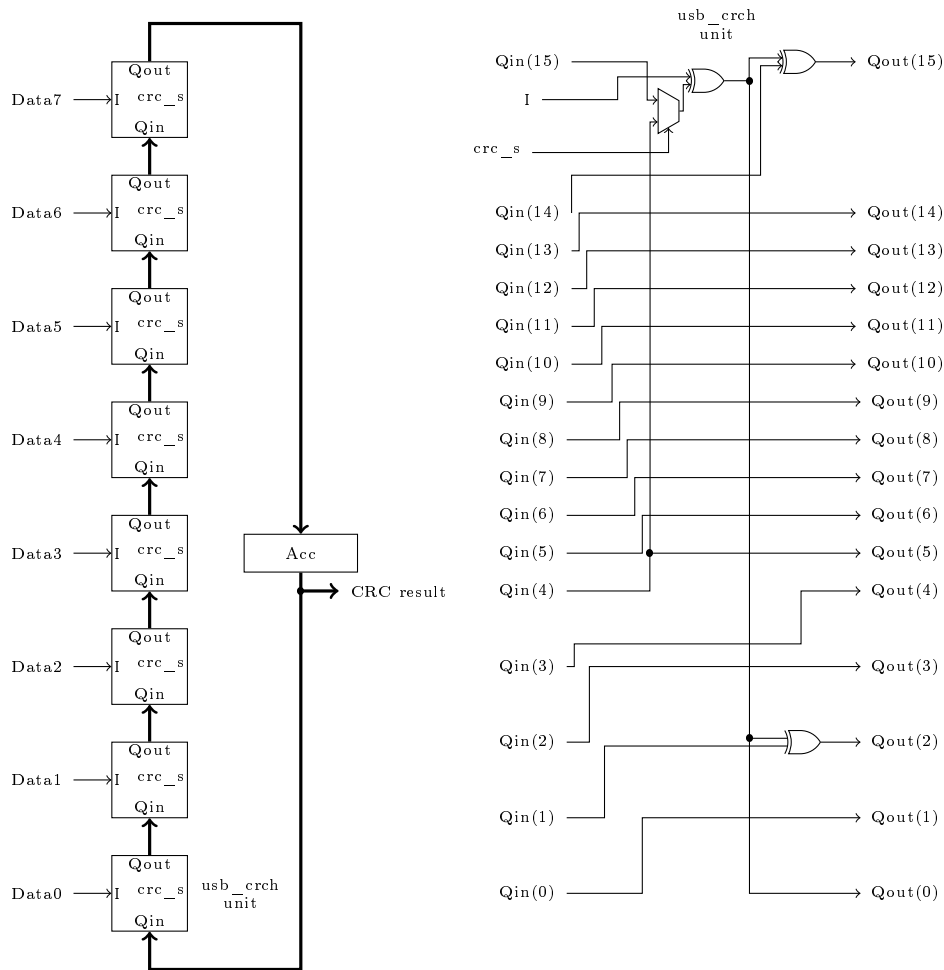 Qout
Data7
I
crc_s
Qin
Qout
Data6
I
crc_s
Qin
Qout
Data5
I
crc_s
Qin
Qout
Data4
I
crc_s
Qin
Qout
Data3
I
crc_s
Qin
Acc
CRC result
Qout
Data2
I
crc_s
Qin
Qout
Data1
I
crc_s
Qin
Qout
Data0
I
crc_s
Qin
usb_crch
unit
usb_crch
unit
Qin(15)
Qout(15)
I
crc_s
Qin(14)
Qout(14)
Qin(13)
Qout(13)
Qin(12)
Qout(12)
Qin(11)
Qout(11)
Qin(10)
Qout(10)
Qin(9)
Qout(9)
Qin(8)
Qout(8)
Qin(7)
Qout(7)
Qin(6)
Qout(6)
Qin(5)
Qout(5)
Qin(4)
Qout(4)
Qin(3)
Qout(3)
Qin(2)
Qout(2)
Qin(1)
Qout(1)
Qin(0)
Qout(0)